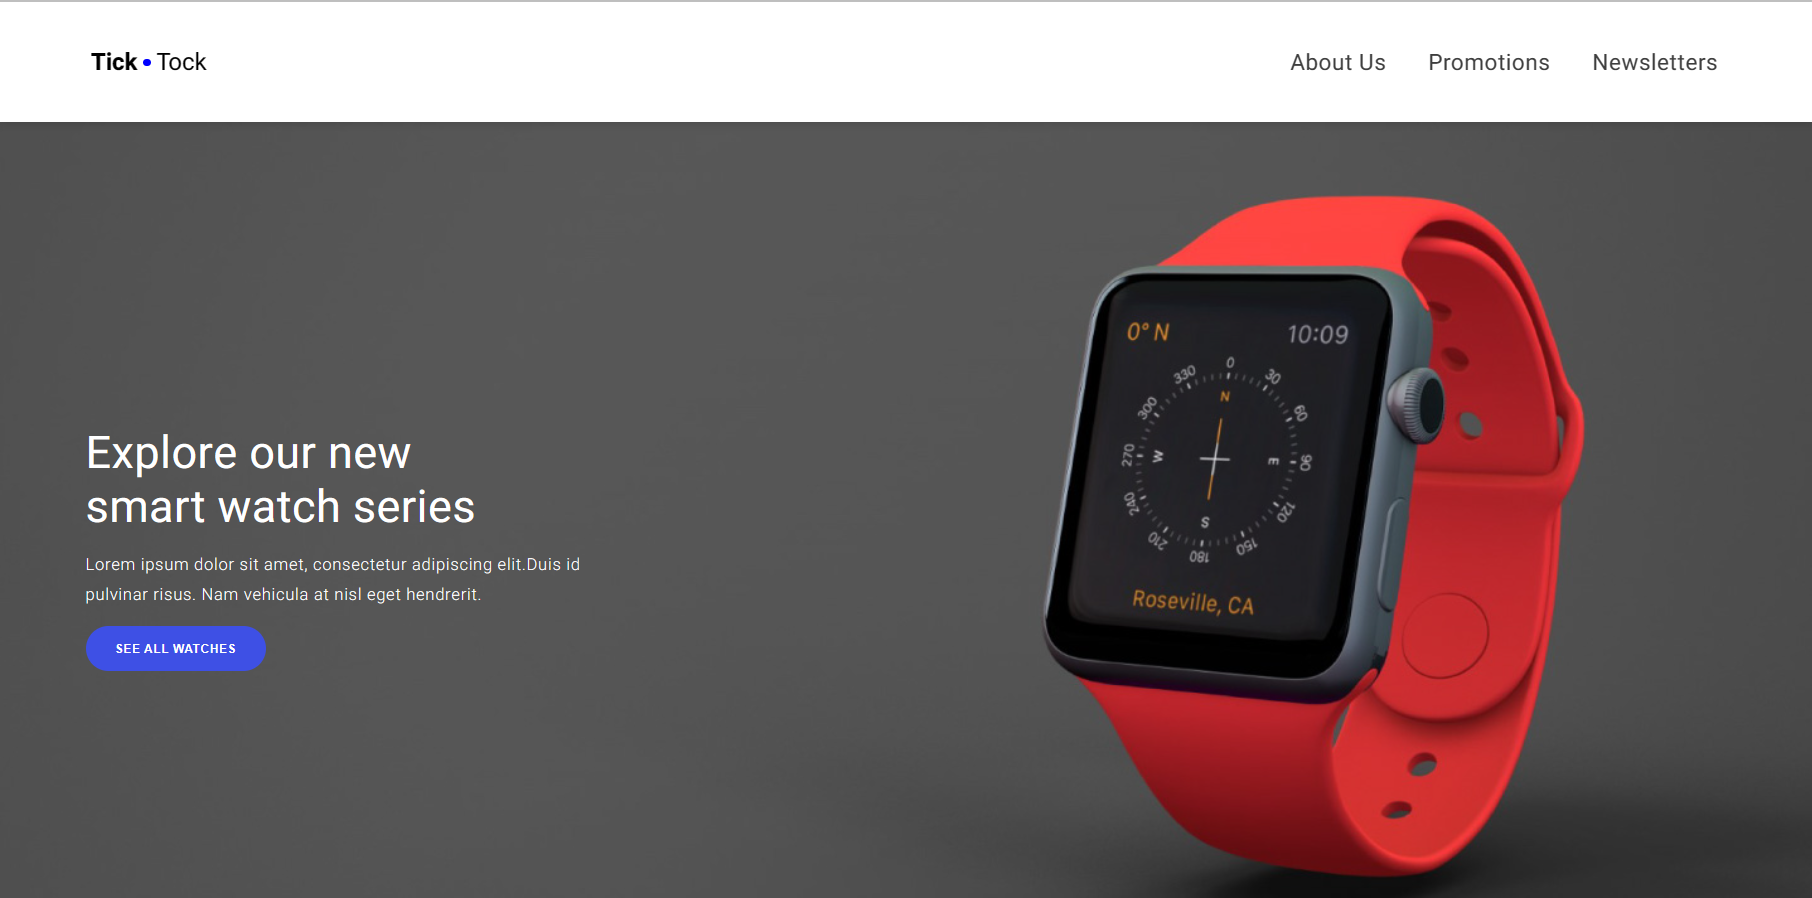 Tick • Tock
About Us Promotions Newsletters
Explore our new
smart watch series
Lorem ipsum dolor sit amet, consectetur adipiscing elit.Duis id
pulvinar risus. Nam vehicula at nisl eget hendrerit.
SEE ALL WATCHES
0° N 10:09
0
30
60
90
120
150
180
210
240
270
300
330
N
E
S
W
Roseville, CA